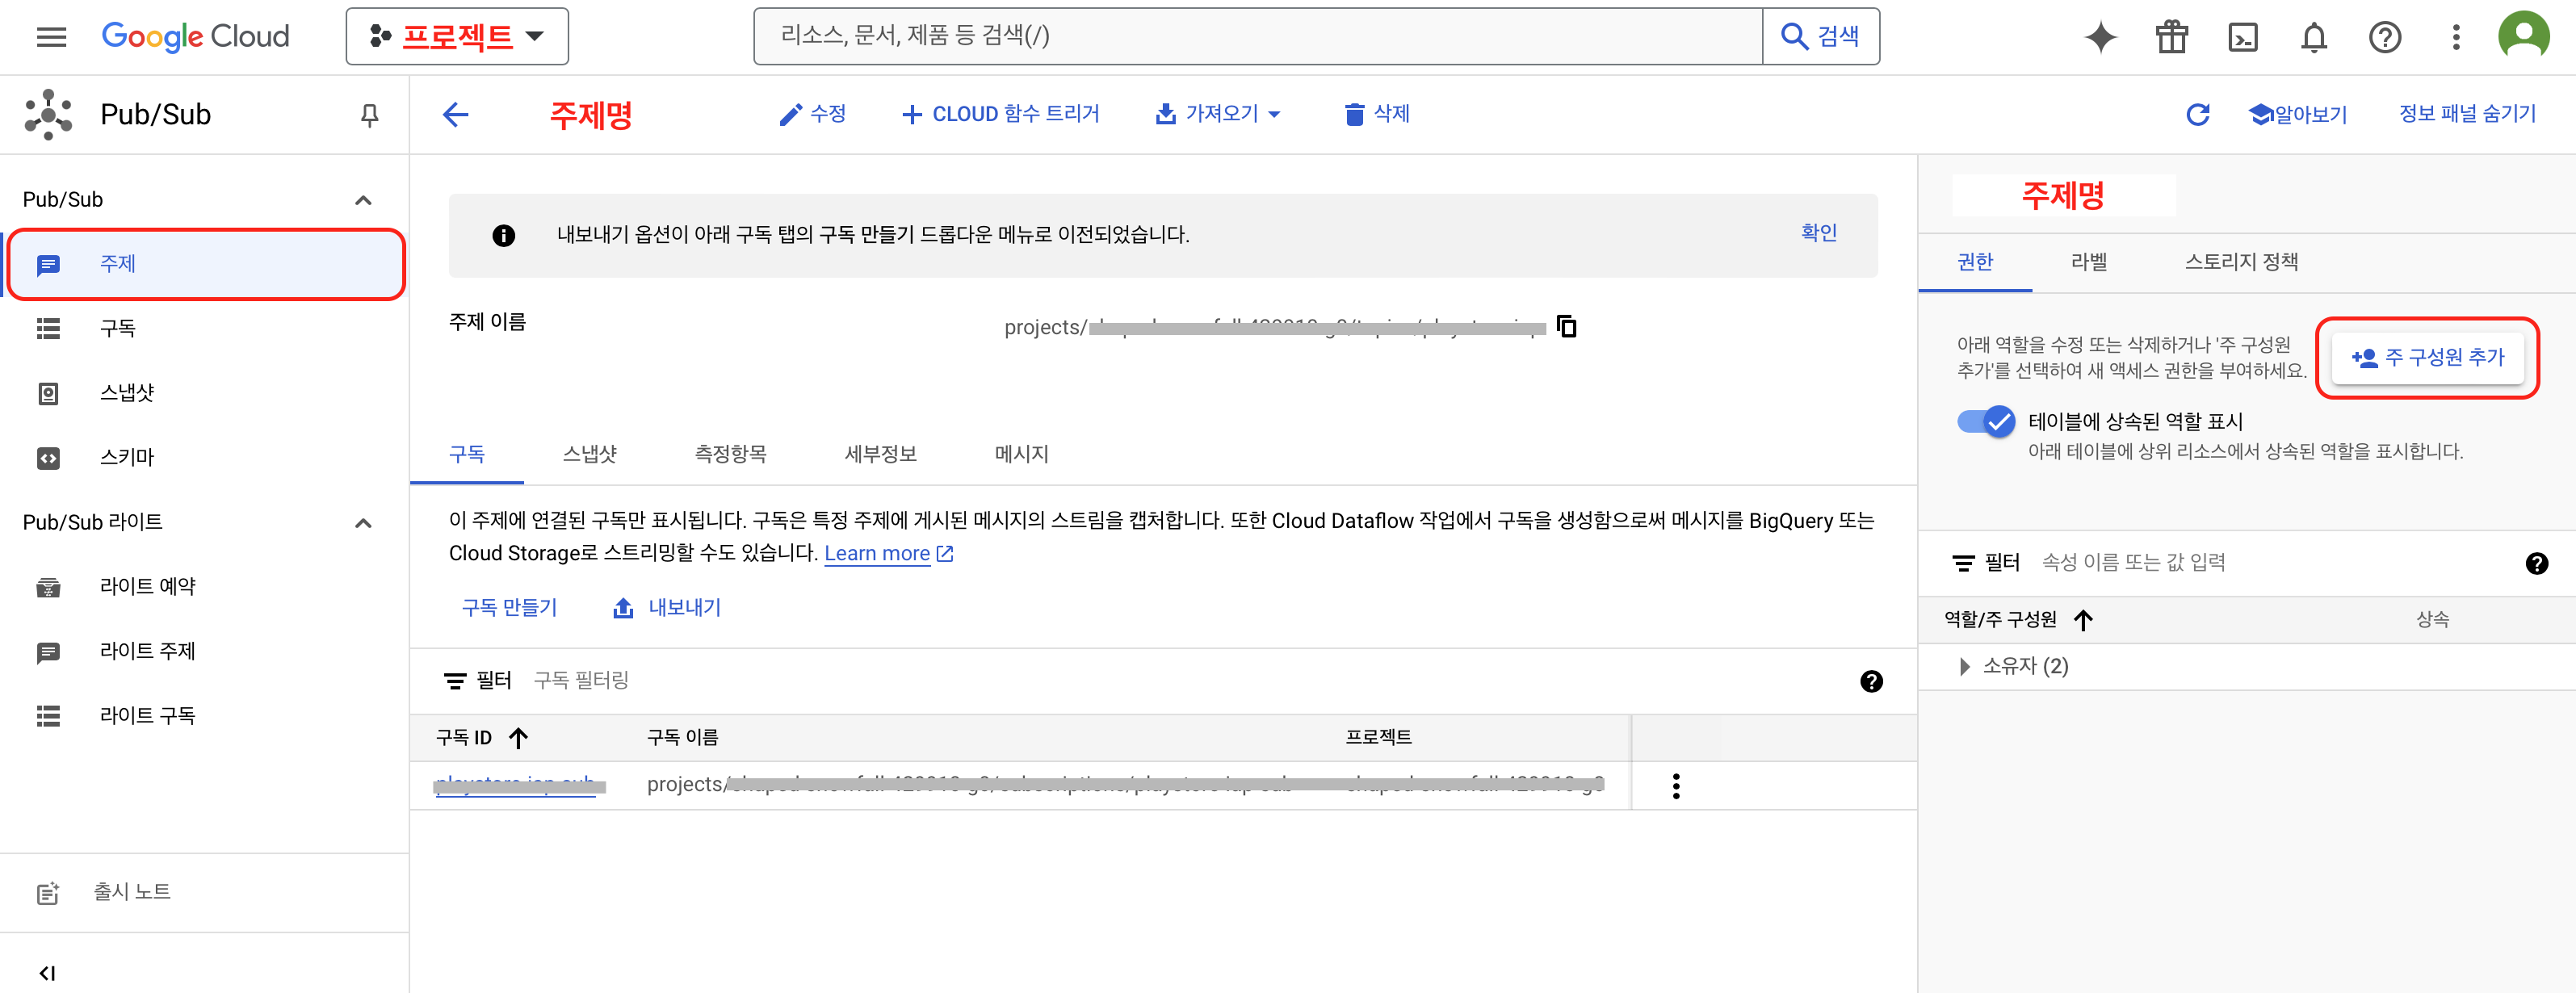 Google Cloud
프로젝트
리소스, 문서, 제품 등 검색(/)
검색
Pub/Sub
주제명
수정
CLOUD 함수 트리거
가져오기
삭제
알아보기
정보 패널 숨기기
Pub/Sub
주제
구독
스냅샷
스키마
Pub/Sub 라이트
라이트 예약
라이트 주제
라이트 구독
출시 노트
내보내기 옵션이 아래 구독 탭의 구독 만들기 드롭다운 메뉴로 이전되었습니다.
확인
주제 이름
projects/
구독
스냅샷
측정항목
세부정보
메시지
이 주제에 연결된 구독만 표시됩니다. 구독은 특정 주제에 게시된 메시지의 스트림을 캡처합니다. 또한 Cloud Dataflow 작업에서 구독을 생성함으로써 메시지를 BigQuery 또는
Cloud Storage로 스트리밍할 수도 있습니다. Learn more
구독 만들기
내보내기
필터
구독 필터링
구독 ID
구독 이름
프로젝트
projects/
주제명
권한
라벨
스토리지 정책
아래 역할을 수정 또는 삭제하거나 '주 구성원
추가'를 선택하여 새 액세스 권한을 부여하세요.
주 구성원 추가
테이블에 상속된 역할 표시
아래 테이블에 상위 리소스에서 상속된 역할을 표시합니다.
필터
속성 이름 또는 값 입력
역할/주 구성원
상속
소유자 (2)